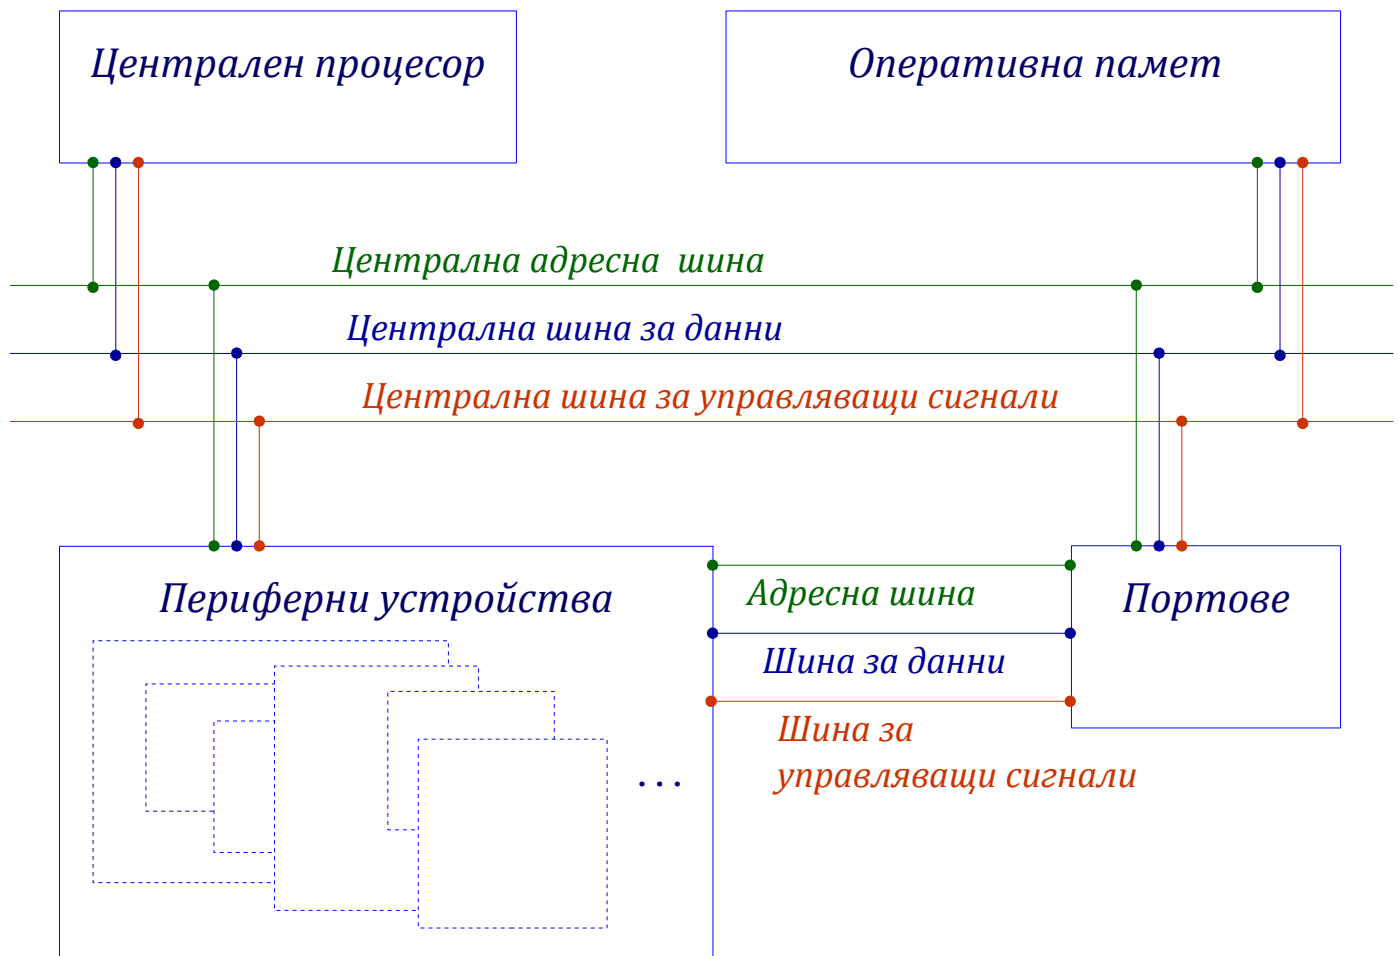 Централен процесор
Оперативна памет
Централна адресна шина
Централна шина за данни
Централна шина за управляващи сигнали
Периферни устройства
Адресна шина
Портове
Шина за данни
Шина за
управляващи сигнали
...